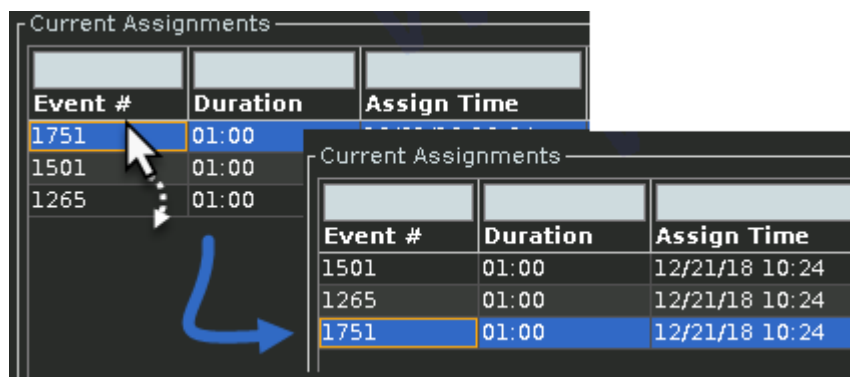 Current Assignments
Event # Duration Assign Time
1751 01:00
1501 01:00
1265 01:00
Current Assignments
Event # Duration Assign Time
1501 01:00 12/21/18 10:24
1265 01:00 12/21/18 10:24
1751 01:00 12/21/18 10:24